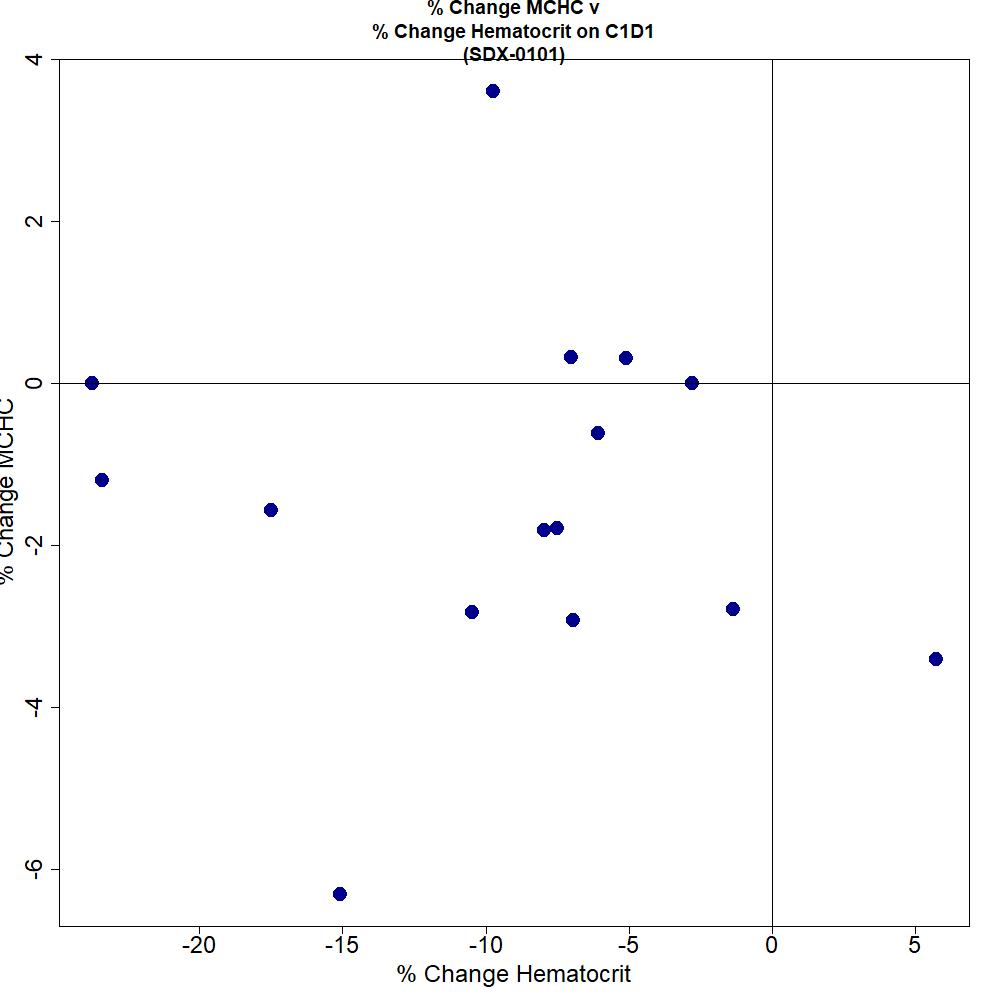 % Change MCHC v
% Change Hematocrit on C1D1
(SDX-0101)
4
2
0
-2
-4
-6
% Change MCHC
-20
-15
-10
-5
0
5
% Change Hematocrit